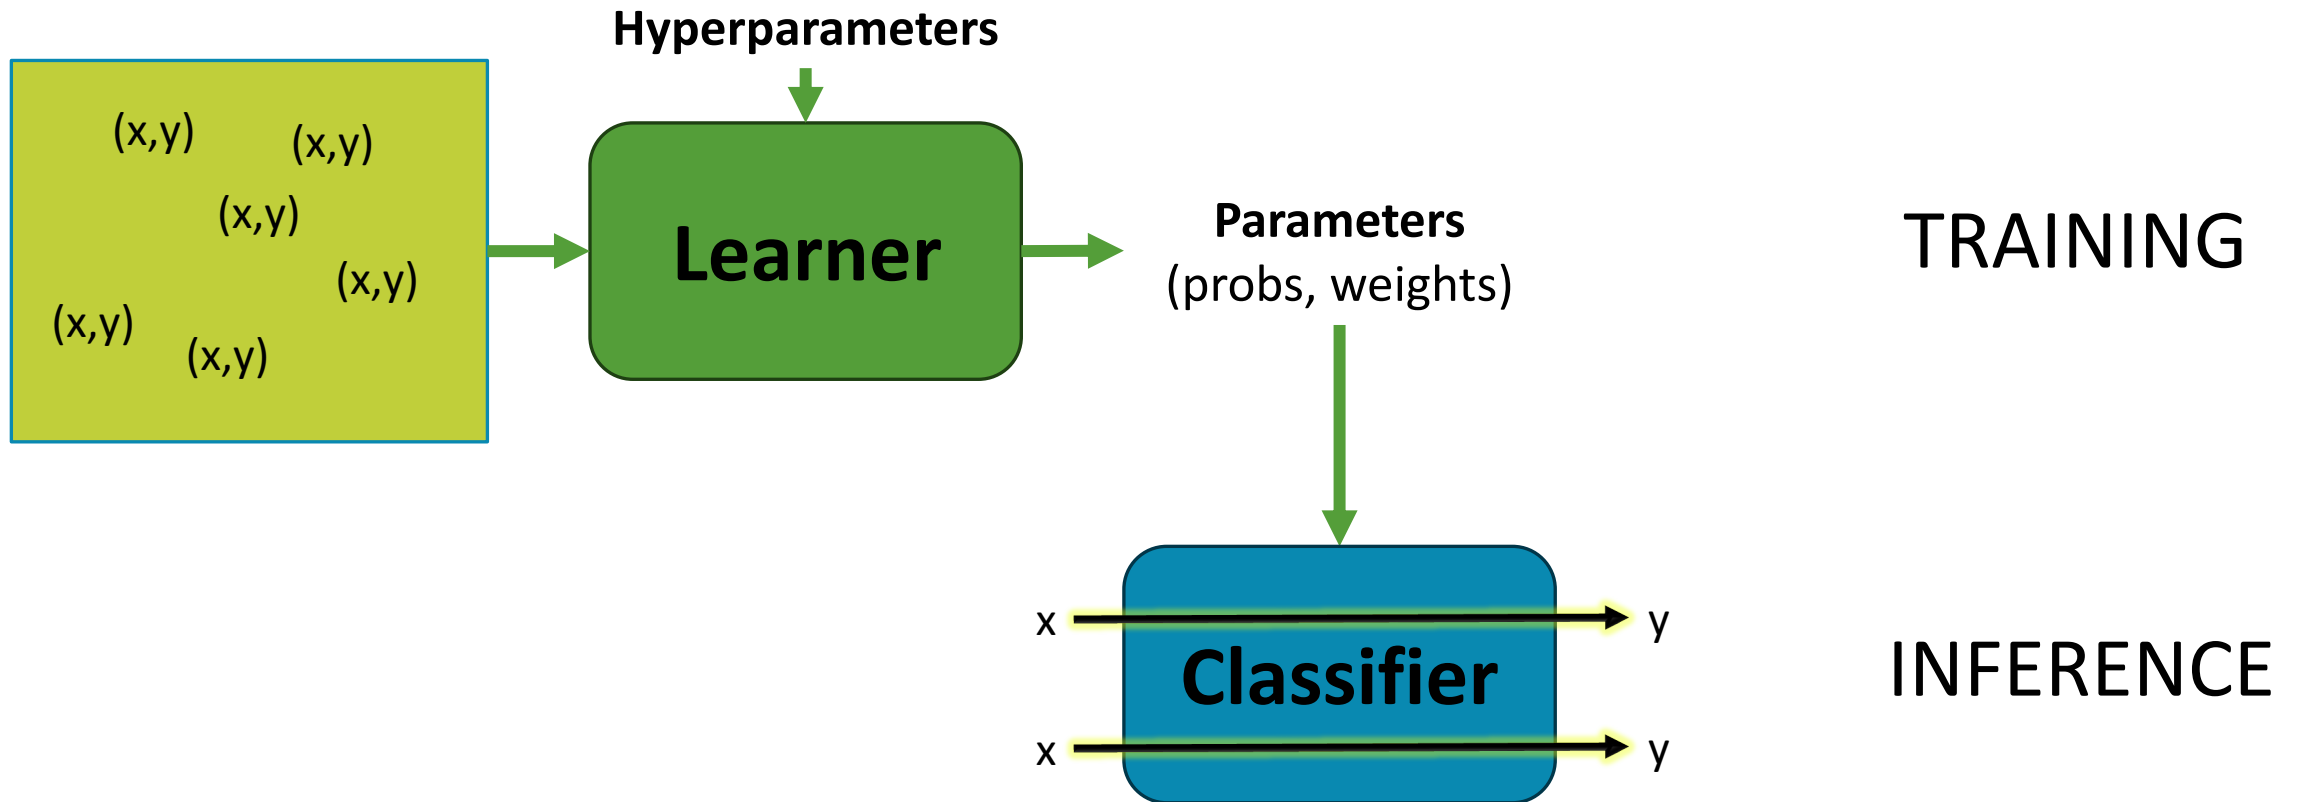 Hyperparameters
(x,y)
(x,y)
(x,y)
(x,y)
(x,y)
(x,y)
Learner
Parameters
(probs, weights)
TRAINING
x
y
Classifier
x
y
INFERENCE